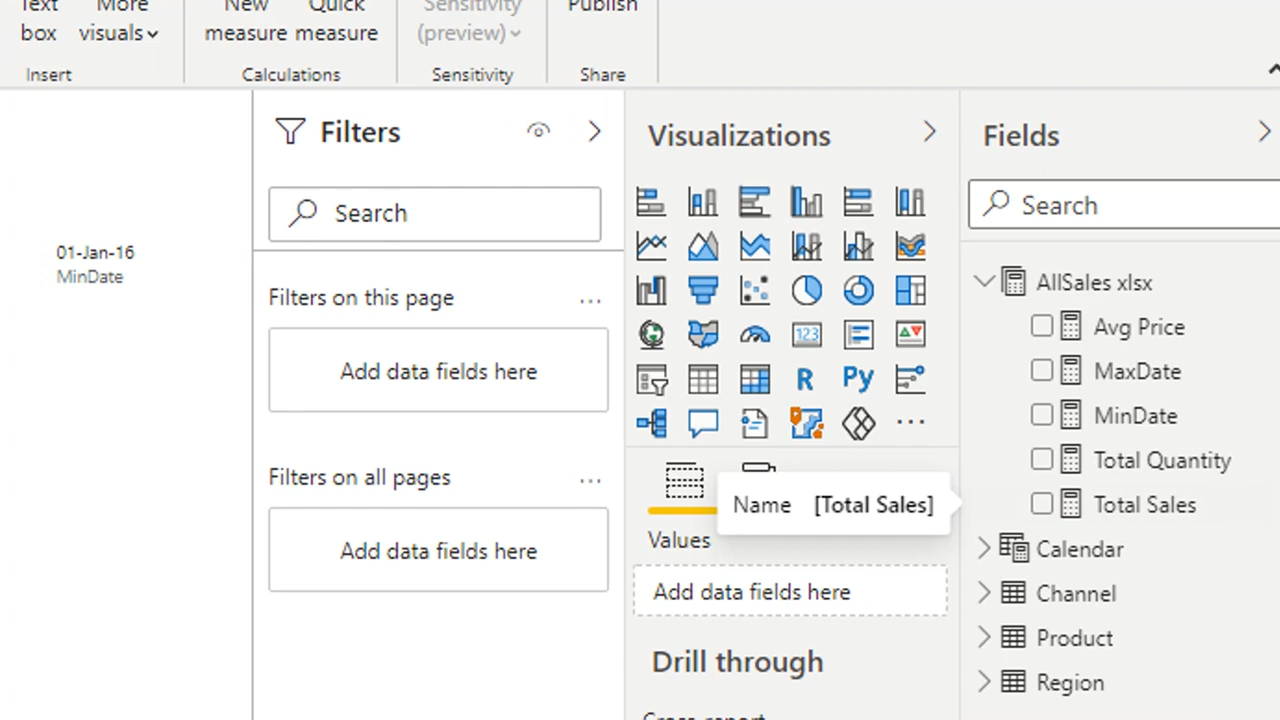 Text box
More visuals
New measure
Quick measure
Sensitivity (preview)
Publish
Insert
Calculations
Sensitivity
Share
01-Jan-16
MinDate
Filters
Search
Filters on this page
...
Add data fields here
Filters on all pages
...
Add data fields here
Visualizations
123
R
Py
...
Name [Total Sales]
Values
Add data fields here
Drill through
Cross-report
Fields
Search
AllSales xlsx
Avg Price
MaxDate
MinDate
Total Quantity
Total Sales
Calendar
Channel
Product
Region